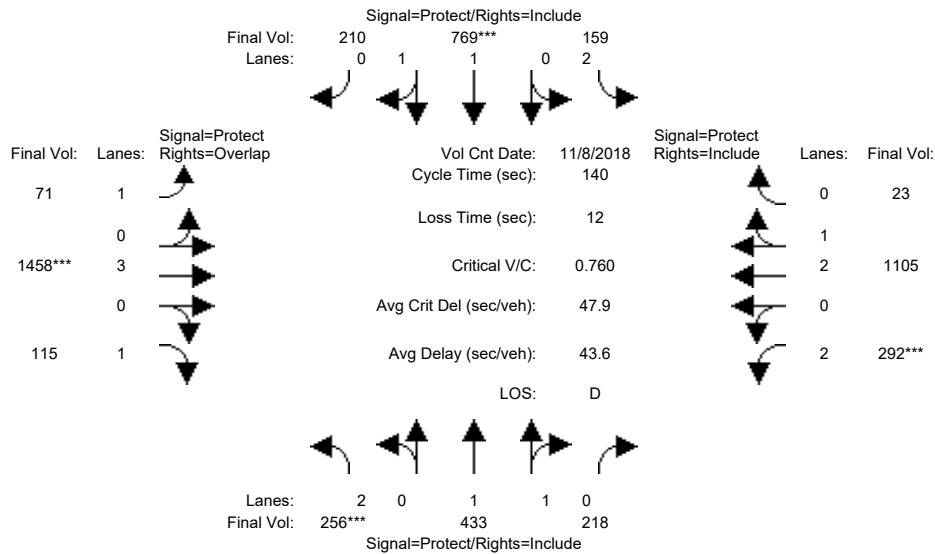 Signal=Protect/Rights=Include
Final Vol: 210 769*** 159
Lanes: 0 1 1 0 2
Signal=Protect
Rights=Overlap
Signal=Protect
Rights=Include
Final Vol: Lanes: Vol Cnt Date: 11/8/2018 Lanes: Final Vol:
Cycle Time (sec): 140
71 1 0 23
Loss Time (sec): 12
0 1
1458*** 3 Critical V/C: 0.760 2 1105
0 Avg Crit Del (sec/veh): 47.9 0
115 1 Avg Delay (sec/veh): 43.6 2 292***
LOS: D
Lanes: 2 0 1 1 0
Final Vol: 256*** 433 218
Signal=Protect/Rights=Include